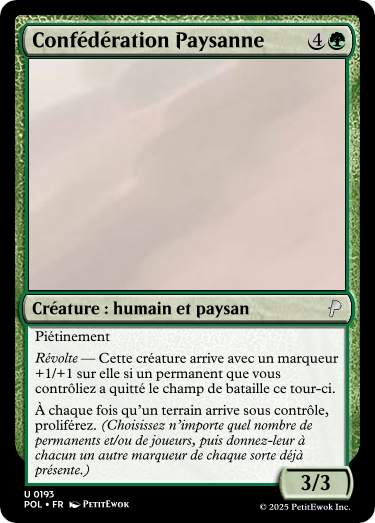 Confédération Paysanne 4
Créature : humain et paysan
Piétinement
Révolte — Cette créature arrive avec un marqueur
+1/+1 sur elle si un permanent que vous
contrôliez a quitté le champ de bataille ce tour-ci.
À chaque fois qu'un terrain arrive sous contrôle,
proliférez. (Choisissez n'importe quel nombre de
permanents et/ou de joueurs, puis donnez-leur à
chacun un autre marqueur de chaque sorte déjà
présente.)
3/3
U 0193
POL • FR PetitEwok
© 2025 PetitEwok Inc.